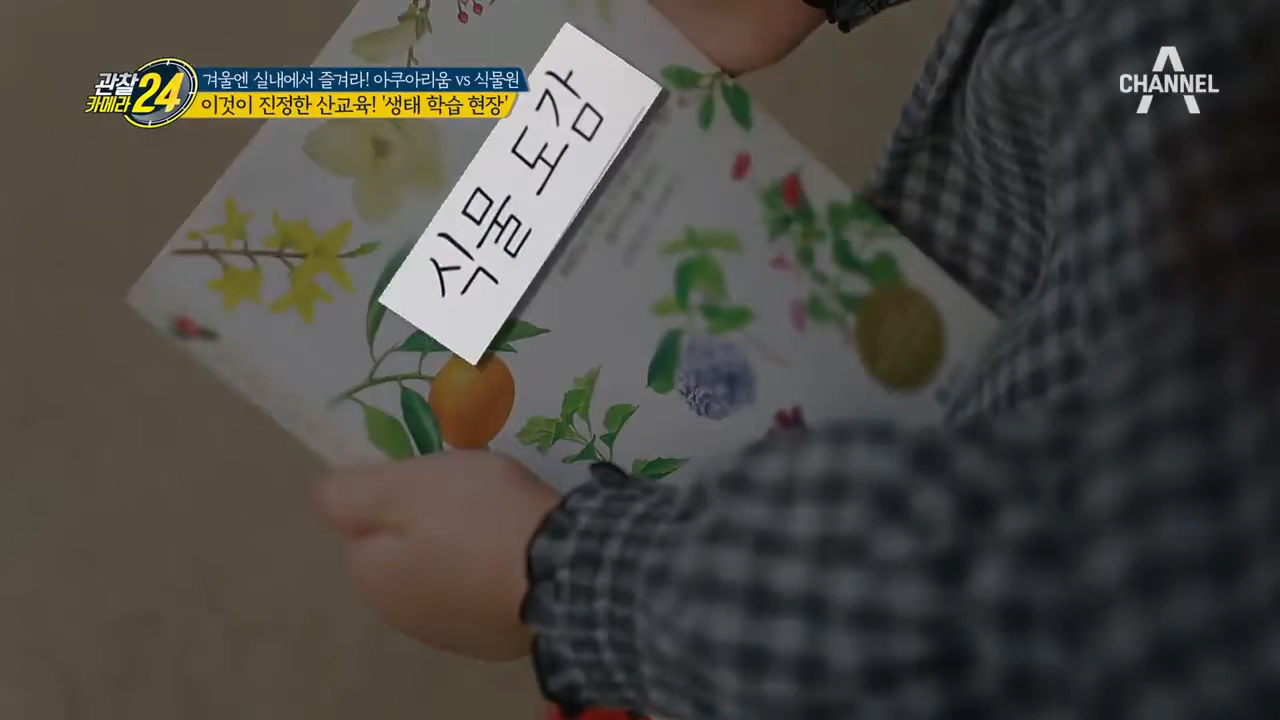 관찰
카메라 24
겨울엔 실내에서 즐겨라! 아쿠아리움 vs 식물원
이것이 진정한 산교육! '생태 학습 현장'
CHANNEL A
식물 도감